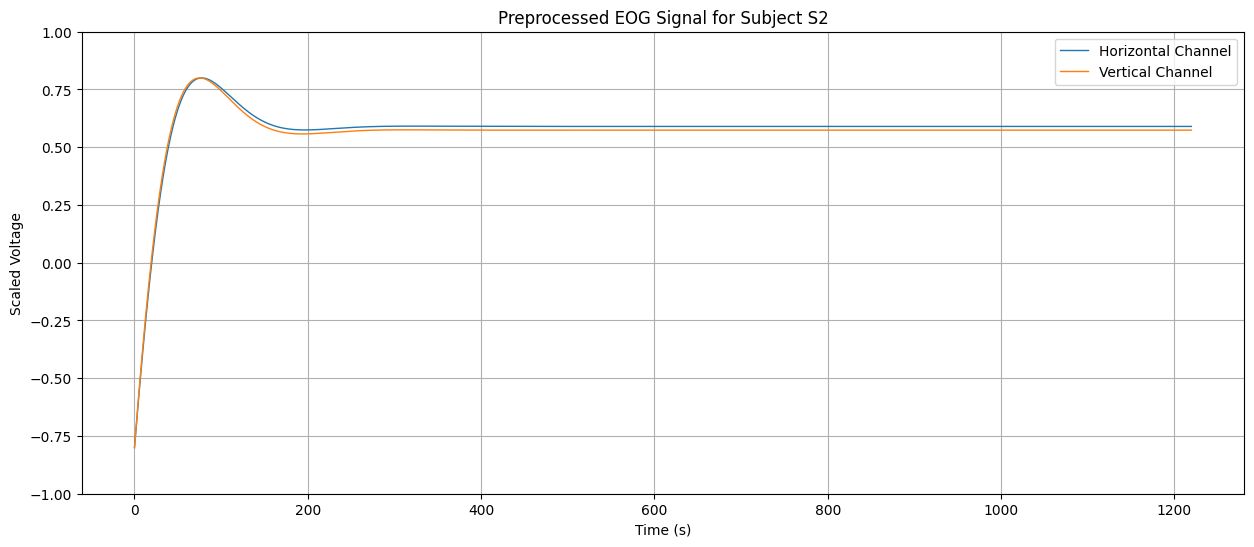 Preprocessed EOG Signal for Subject S2
1.00
0.75
0.50
0.25
0.00
−0.25
−0.50
−0.75
−1.00
Scaled Voltage
Horizontal Channel
Vertical Channel
0 200 400 600 800 1000 1200
Time (s)